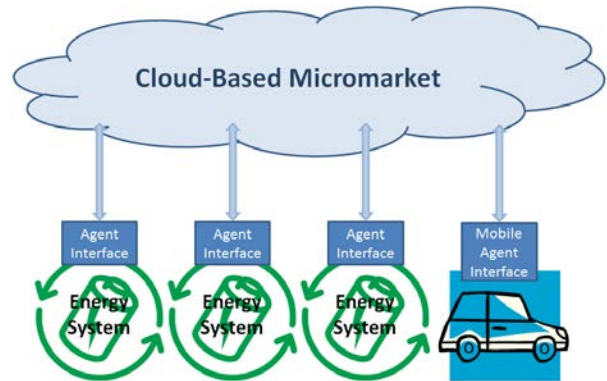 Cloud-Based Micromarket
Agent
Interface
Agent
Interface
Agent
Interface
Mobile
Agent
Interface
Energy
System
Energy
System
Energy
System